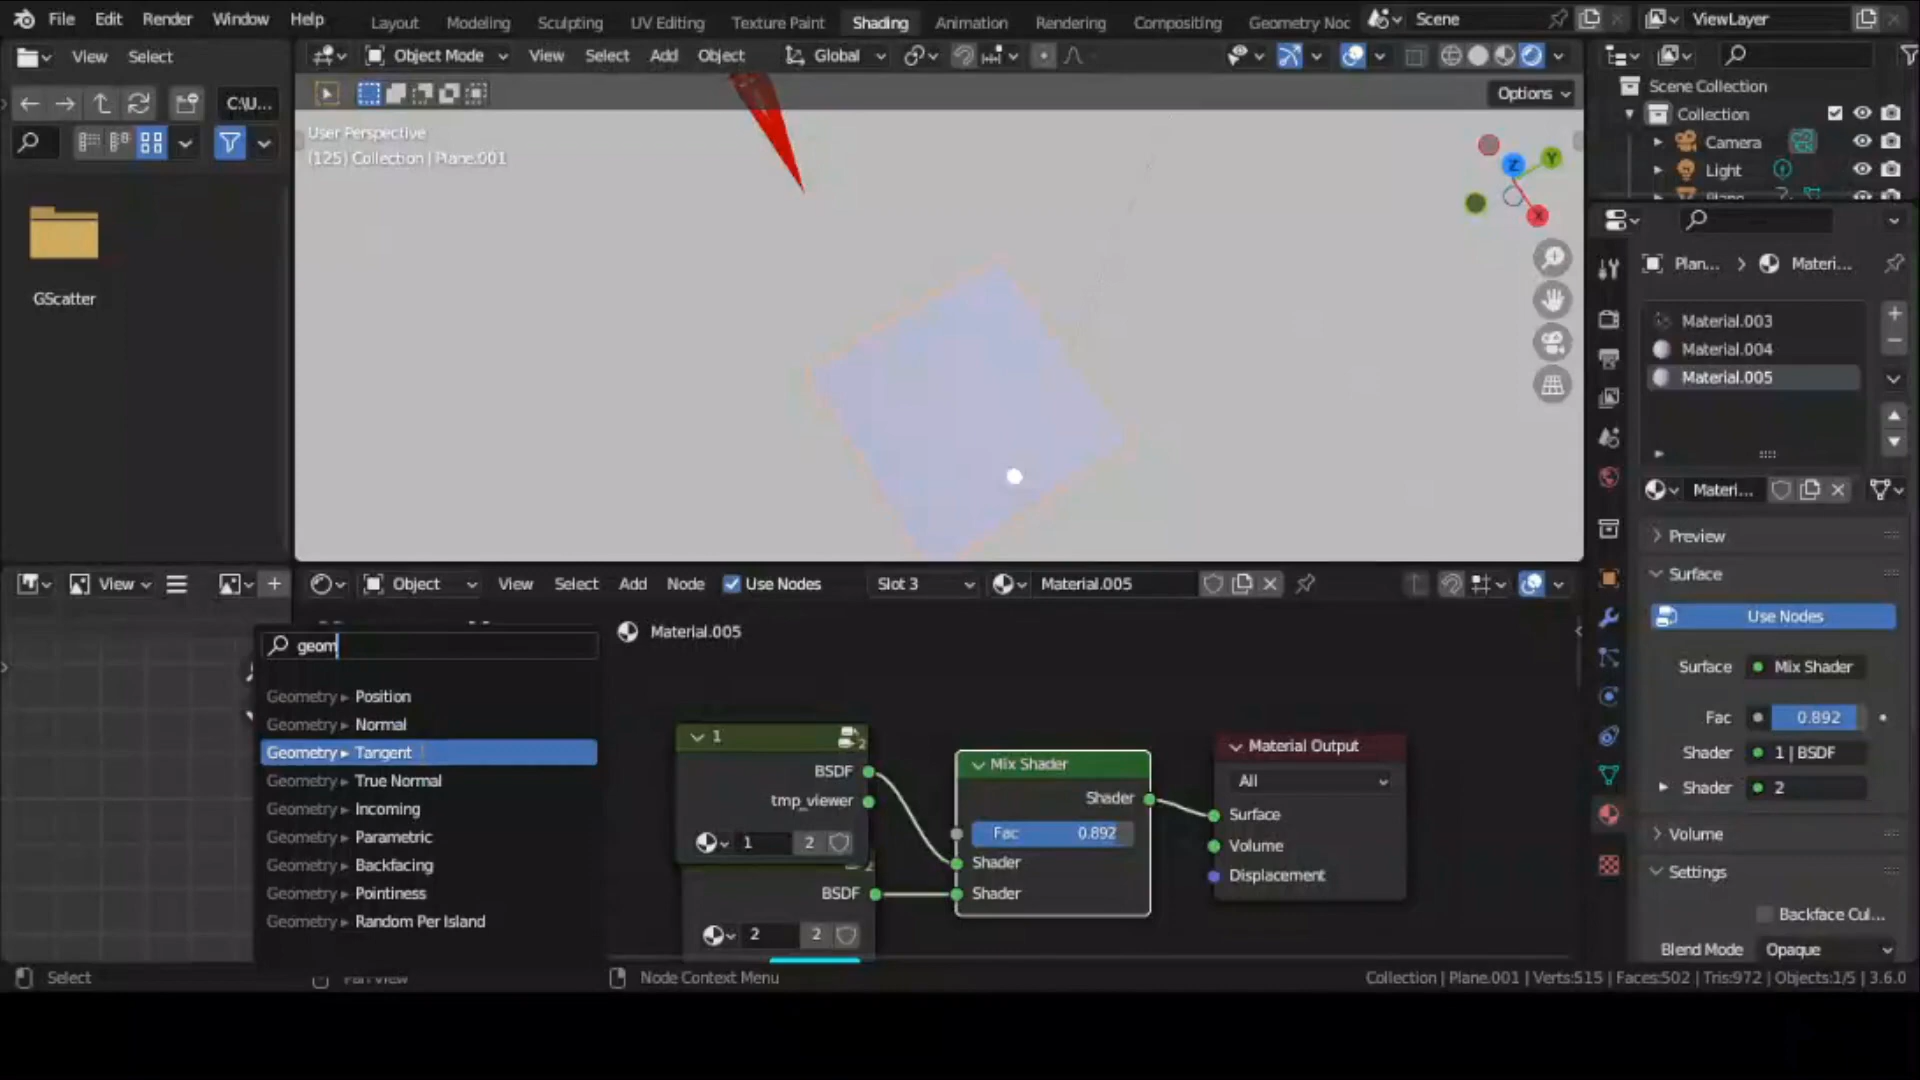 File Edit Render Window Help Layout Modeling Sculpting UV Editing Texture Paint Shading Animation Rendering Compositing Geometry Noc Scene ViewLayer
View Select
Object Mode View Select Add Object Global
C:\U...
Options
User Perspective
(125) Collection | Plane.001
Z Y X
GScatter
Scene Collection
Collection
Camera
Light
Plan... > Materi...
Material.003
Material.004
Material.005
Materi...
Preview
Surface
Use Nodes
Surface Mix Shader
Fac 0.892
Shader 1 | BSDF
Shader 2
Volume
Settings
Backface Cul...
Blend Mode Opaque
View
Object View Select Add Node Use Nodes Slot 3 Material.005
Material.005
geom
Geometry ▸ Position
Geometry ▸ Normal
Geometry ▸ Tangent
Geometry ▸ True Normal
Geometry ▸ Incoming
Geometry ▸ Parametric
Geometry ▸ Backfacing
Geometry ▸ Pointiness
Geometry ▸ Random Per Island
1
2
BSDF
tmp_viewer
1 2
BSDF
2 2
Mix Shader
Shader
Fac 0.892
Shader
Shader
Material Output
All
Surface
Volume
Displacement
Select
Node Context Menu
Collection | Plane.001 | Verts:515 | Faces:502 | Tris:972 | Objects:1/5 | 3.6.0